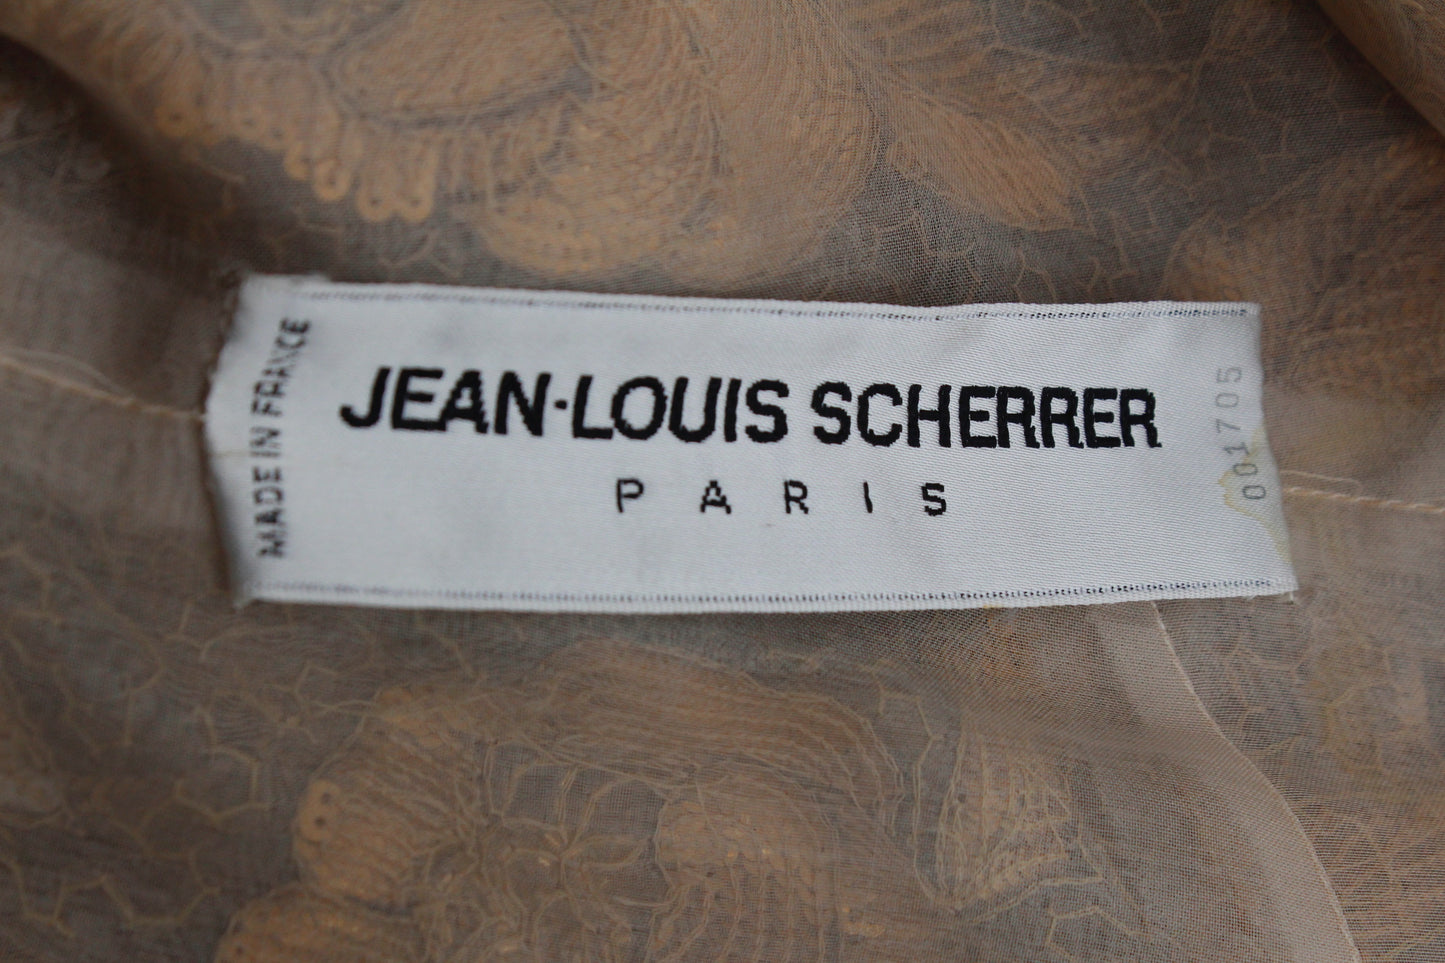 MADE IN FRANCE
JEAN-LOUIS SCHERRER
PARIS
001705